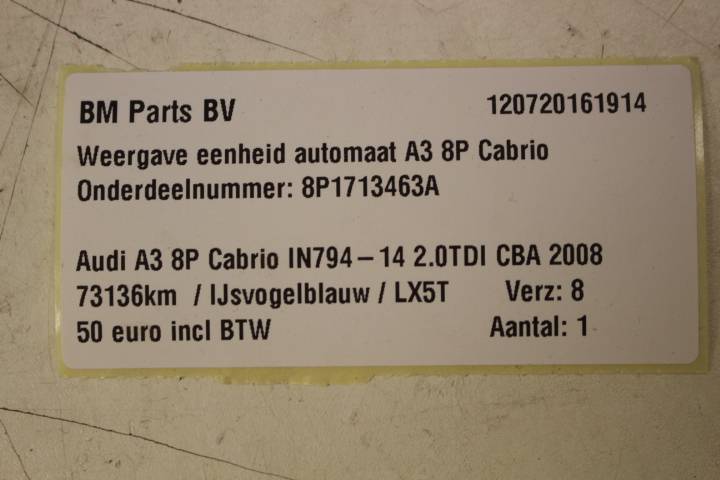 BM Parts BV 120720161914
Weergave eenheid automaat A3 8P Cabrio
Onderdeelnummer: 8P1713463A
Audi A3 8P Cabrio IN794-14 2.0TDI CBA 2008
73136km / IJsvogelblauw / LX5T Verz: 8
50 euro incl BTW Aantal: 1